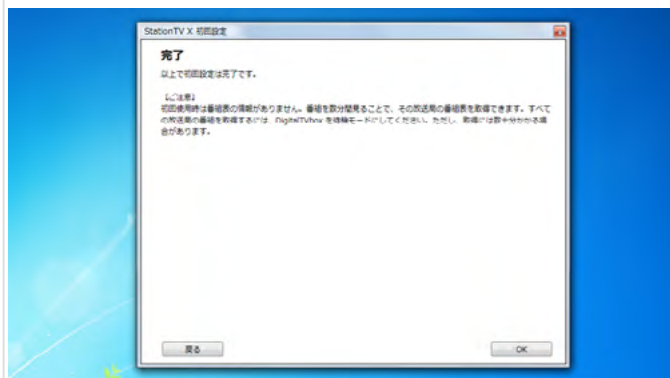 StationTV X 初回設定
完了
以上で初回設定は完了です。
【ご注意】
初回使用時は番組表の情報がありません。番組を数分間見ることで、その放送局の番組表を取得できます。すべて
の放送局の番組を取得するには、DigitalTVbox を待機モードにしてください。ただし、取得には数十分かかる場
合があります。
戻る
OK